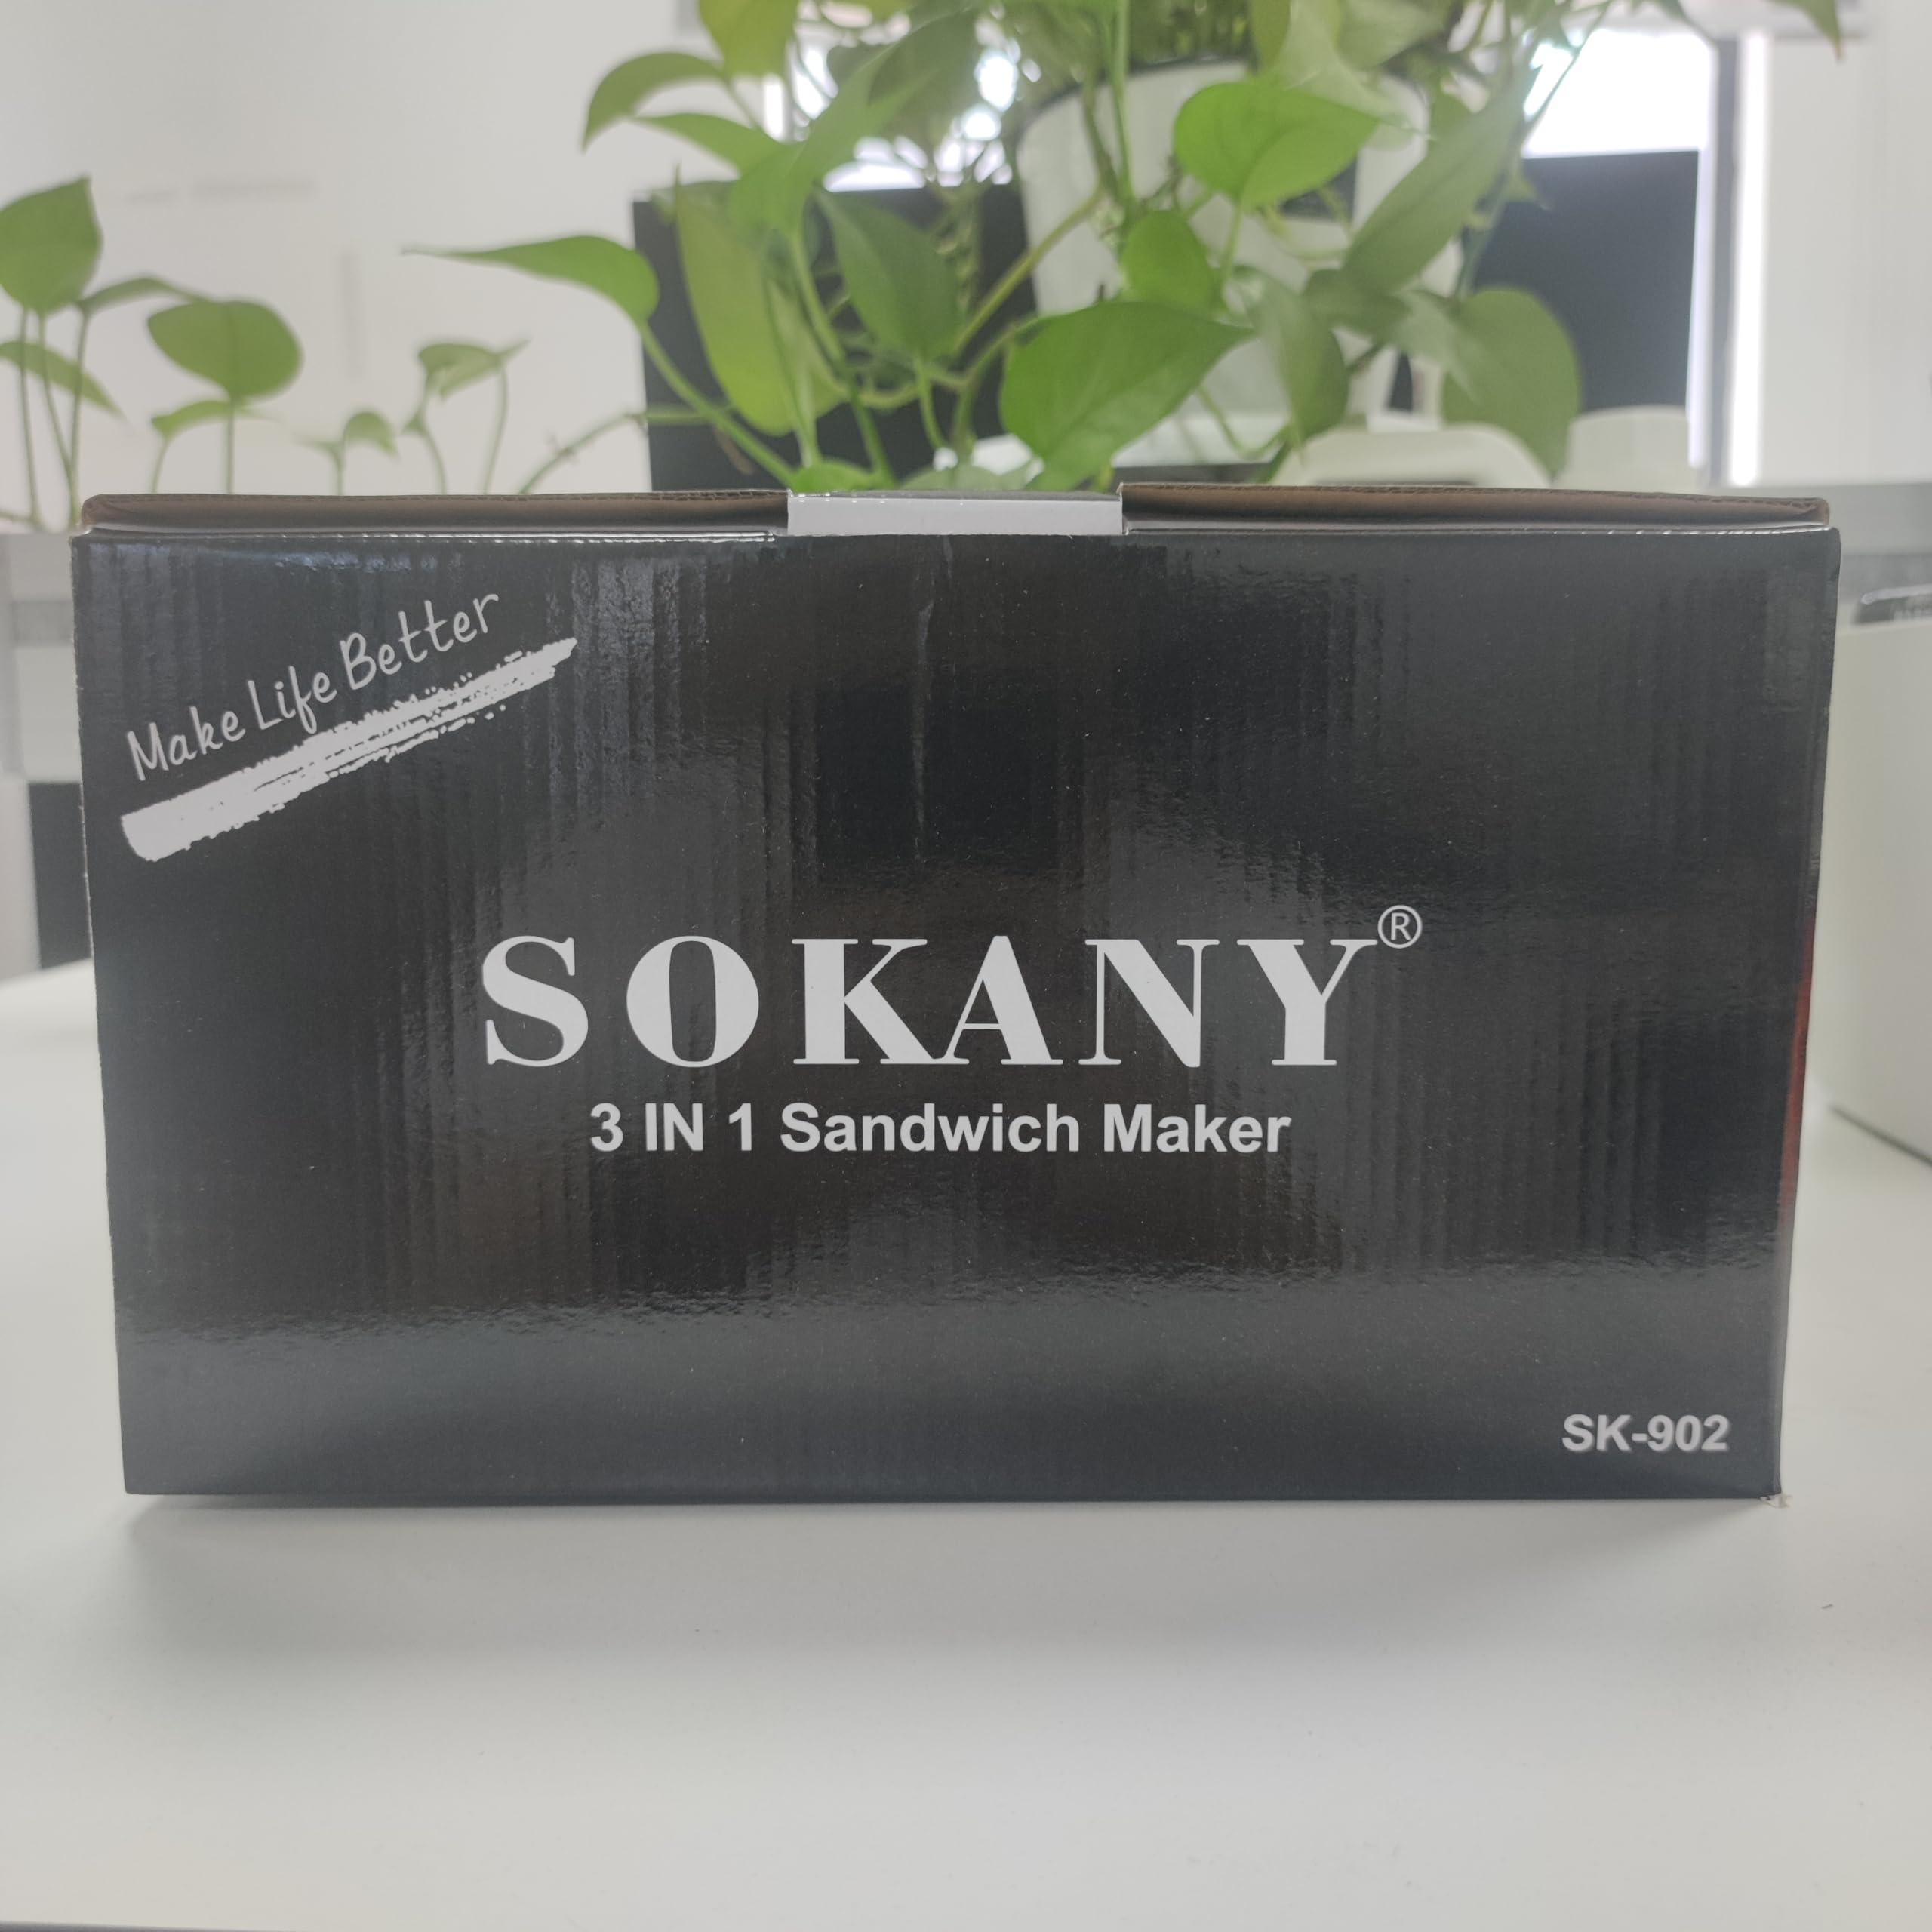 Make Life Better
SOKANY®
3 IN 1 Sandwich Maker
SK-902